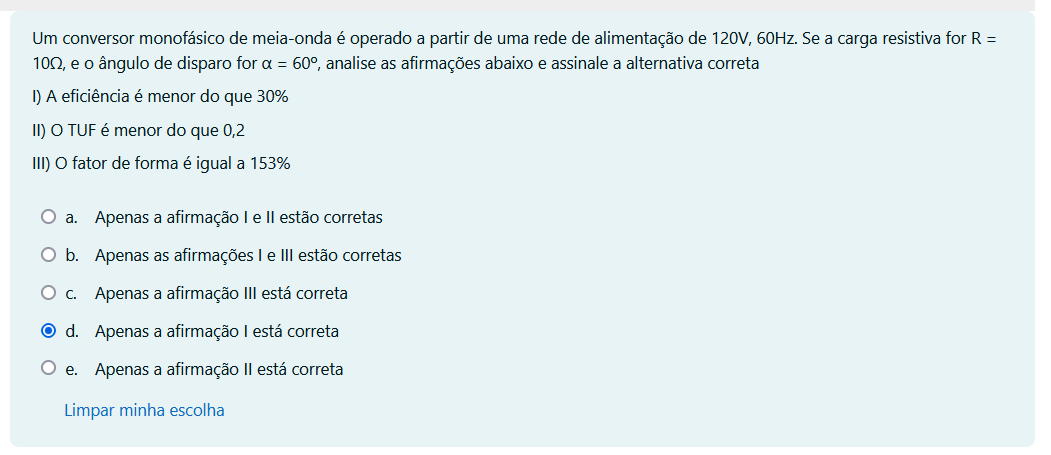 Um conversor monofásico de meia-onda é operado a partir de uma rede de alimentação de 120V, 60Hz. Se a carga resistiva for R =
10Ω, e o ângulo de disparo for α = 60º, analise as afirmações abaixo e assinale a alternativa correta
I) A eficiência é menor do que 30%
II) O TUF é menor do que 0,2
III) O fator de forma é igual a 153%
a. Apenas a afirmação I e II estão corretas
b. Apenas as afirmações I e III estão corretas
c. Apenas a afirmação III está correta
d. Apenas a afirmação I está correta
e. Apenas a afirmação II está correta
Limpar minha escolha